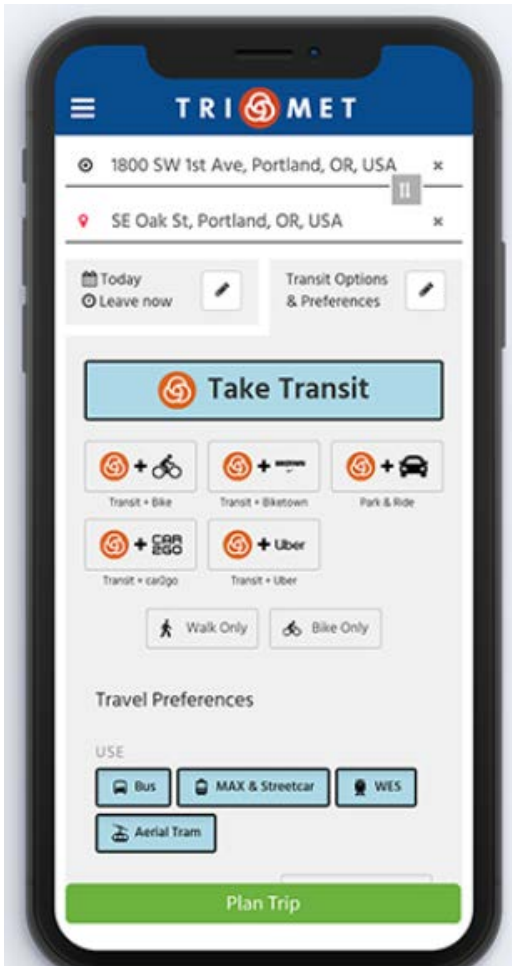 TRI MET
1800 SW 1st Ave, Portland, OR, USA ×
SE Oak St, Portland, OR, USA ×
Today
Leave now
Transit Options
& Preferences
Take Transit
+
+ BIKETOWN
+
Transit + Bike
Transit + Biketown
Park & Ride
+ CAR2GO
+ Uber
Transit + car2go
Transit + Uber
Walk Only
Bike Only
Travel Preferences
USE
Bus
MAX & Streetcar
WES
Aerial Tram
Plan Trip